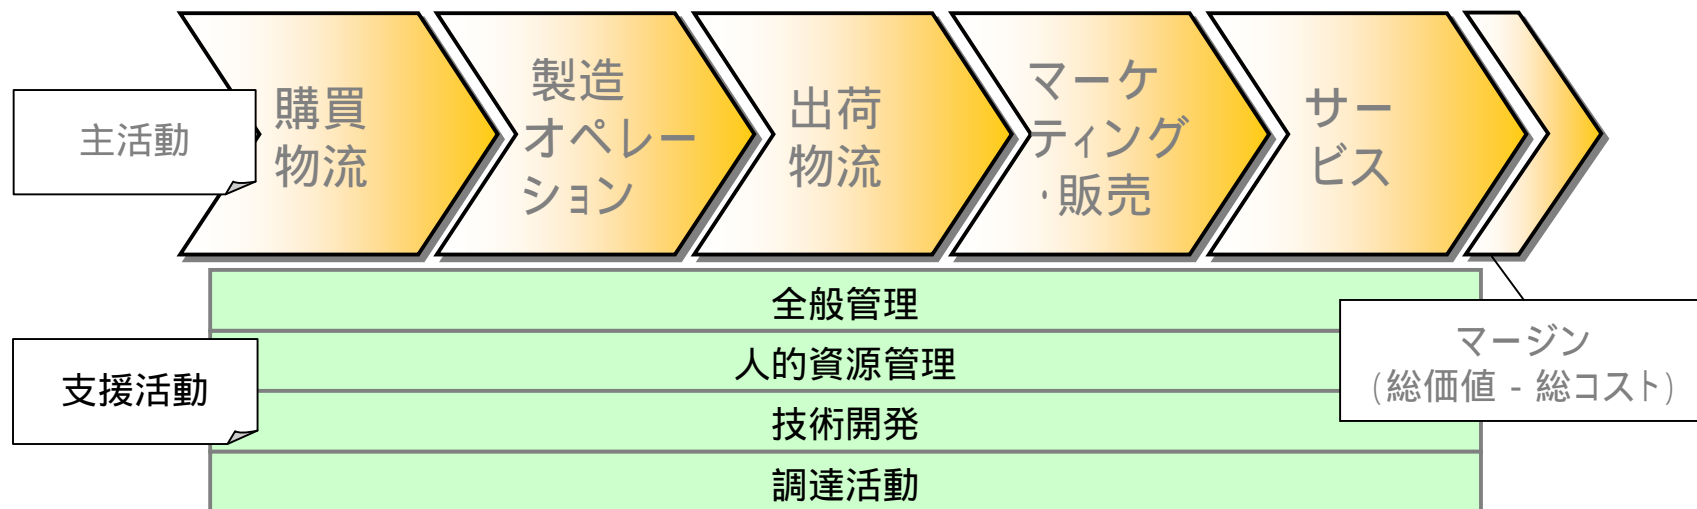 主活動
購買
物流
製造
オペレー
ション
出荷
物流
マーケ
ティング
・販売
サー
ビス
全般管理
人的資源管理
技術開発
調達活動
支援活動
マージン
(総価値 - 総コスト)